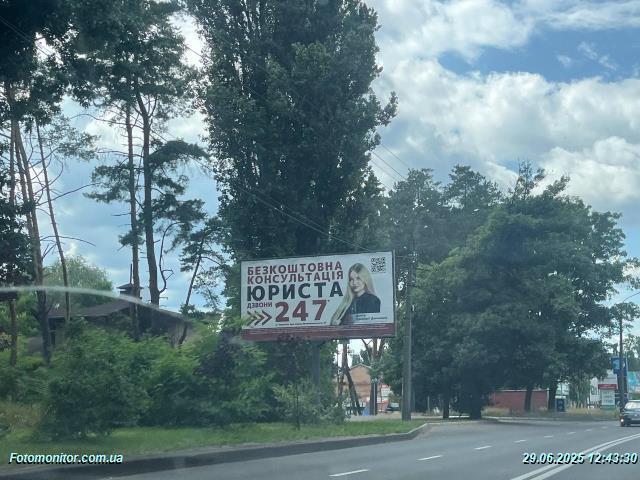 БЕЗКОШТОВНА
КОНСУЛЬТАЦІЯ
ЮРИСТА
ДЗВОНИ
247
Fotomonitor.com.ua
29.06.2025 12:43:30